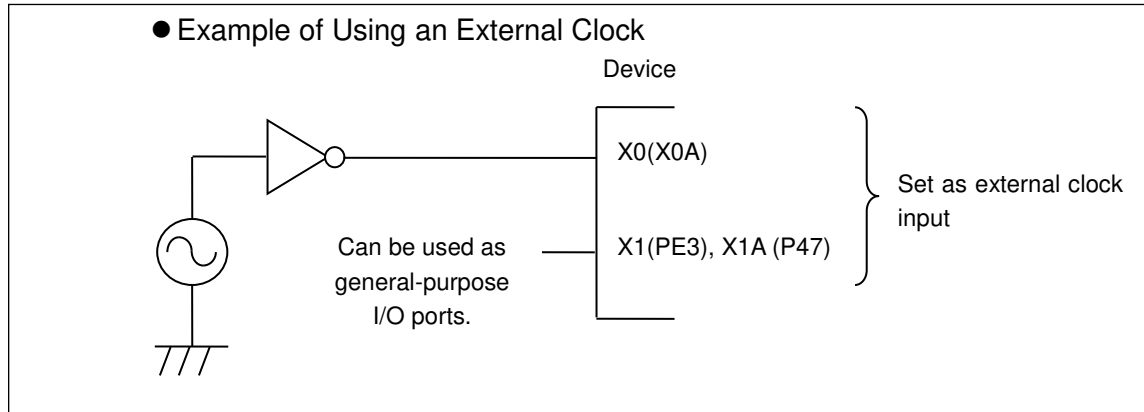 ● Example of Using an External Clock
Device
X0(X0A)
Set as external clock
input
Can be used as
general-purpose
I/O ports.
X1(PE3), X1A (P47)